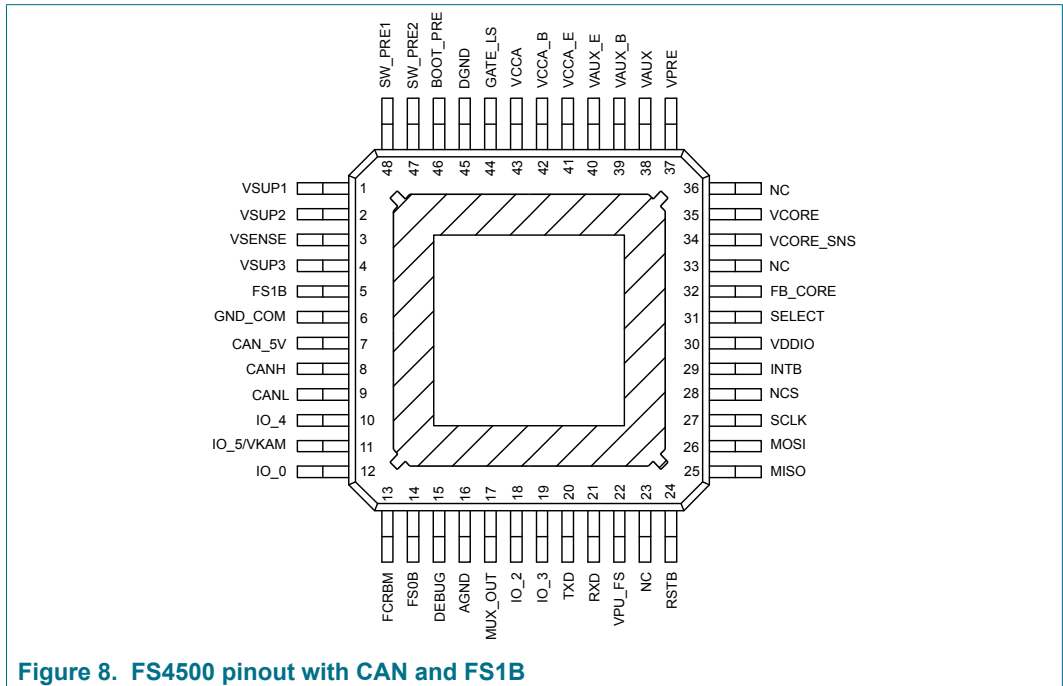 SW_PRE1
SW_PRE2
BOOT_PRE
DGND
GATE_LS
VCCA
VCCA_B
VCCA_E
VAUX_E
VAUX_B
VAUX
VPRE
48
47
46
45
44
43
42
41
40
39
38
37
VSUP1 1
VSUP2 2
VSENSE 3
VSUP3 4
FS1B 5
GND_COM 6
CAN_5V 7
CANH 8
CANL 9
IO_4 10
IO_5/VKAM 11
IO_0 12
36 NC
35 VCORE
34 VCORE_SNS
33 NC
32 FB_CORE
31 SELECT
30 VDDIO
29 INTB
28 NCS
27 SCLK
26 MOSI
25 MISO
13
14
15
16
17
18
19
20
21
22
23
24
FCRBM
FS0B
DEBUG
AGND
MUX_OUT
IO_2
IO_3
TXD
RXD
VPU_FS
NC
RSTB
Figure 8. FS4500 pinout with CAN and FS1B